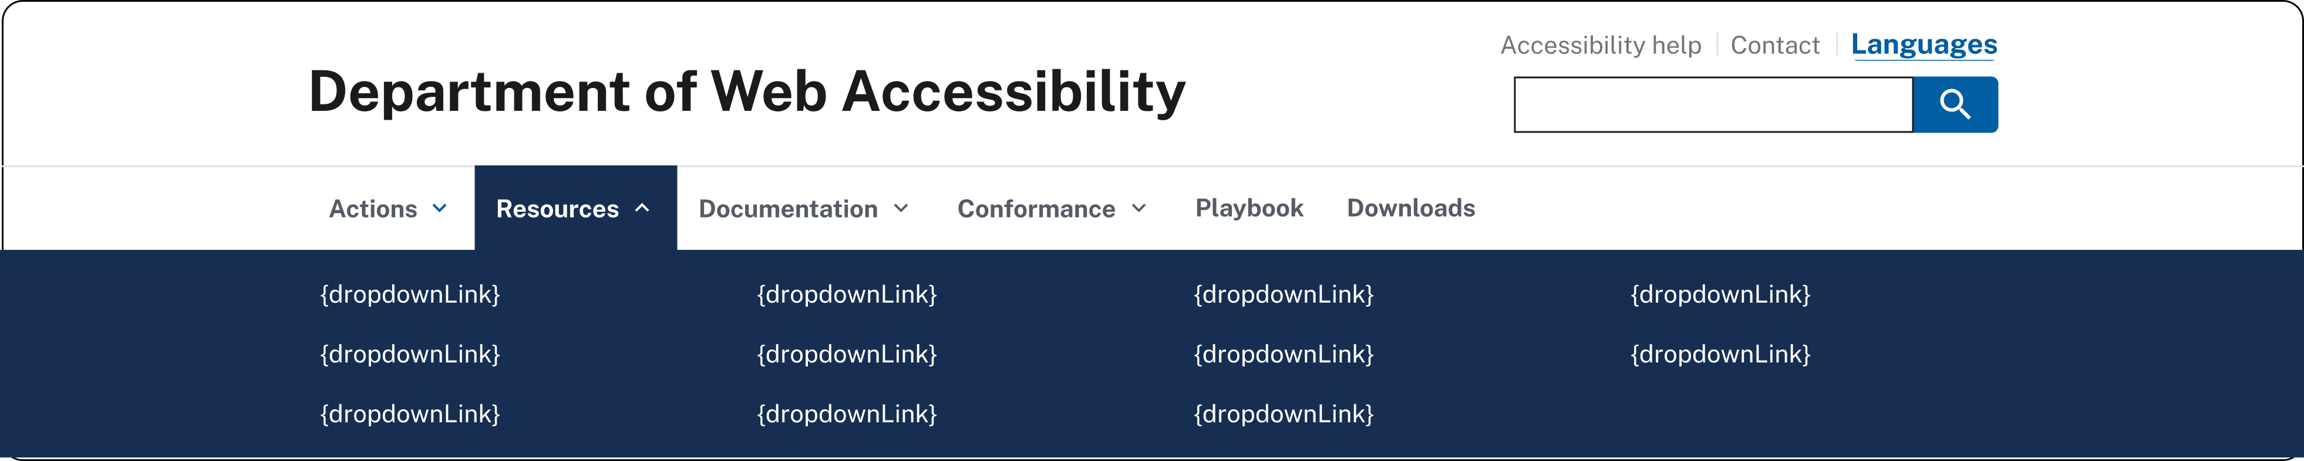 Accessibility help Contact Languages
Department of Web Accessibility
Actions Resources Documentation Conformance Playbook Downloads
{dropdownLink} {dropdownLink} {dropdownLink} {dropdownLink}
{dropdownLink} {dropdownLink} {dropdownLink} {dropdownLink}
{dropdownLink} {dropdownLink} {dropdownLink}